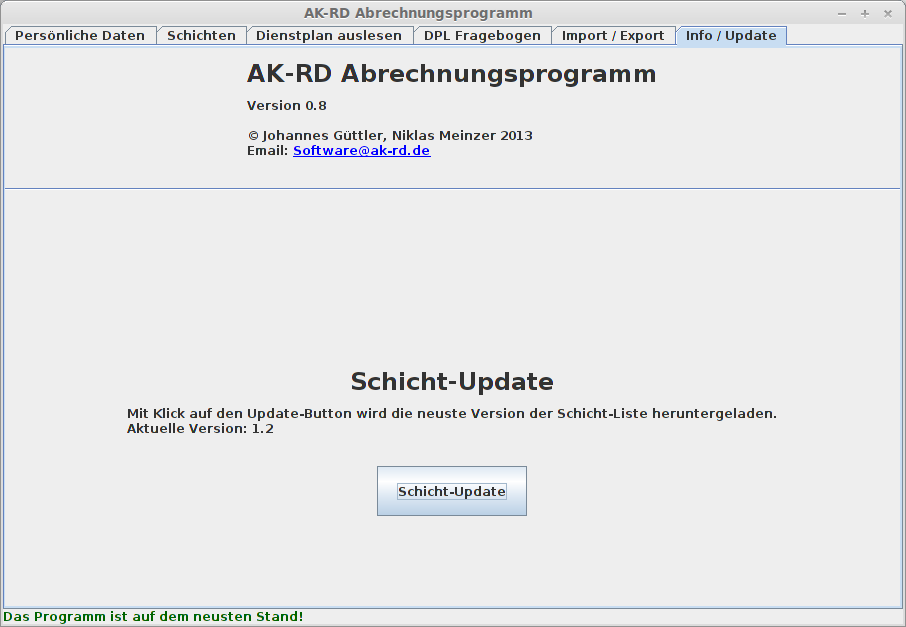 AK-RD Abrechnungsprogramm
Persönliche Daten Schichten Dienstplan auslesen DPL Fragebogen Import / Export Info / Update
AK-RD Abrechnungsprogramm
Version 0.8
© Johannes Güttler, Niklas Meinzer 2013
Email: Software@ak-rd.de
Schicht-Update
Mit Klick auf den Update-Button wird die neuste Version der Schicht-Liste heruntergeladen.
Aktuelle Version: 1.2
Schicht-Update
Das Programm ist auf dem neusten Stand!